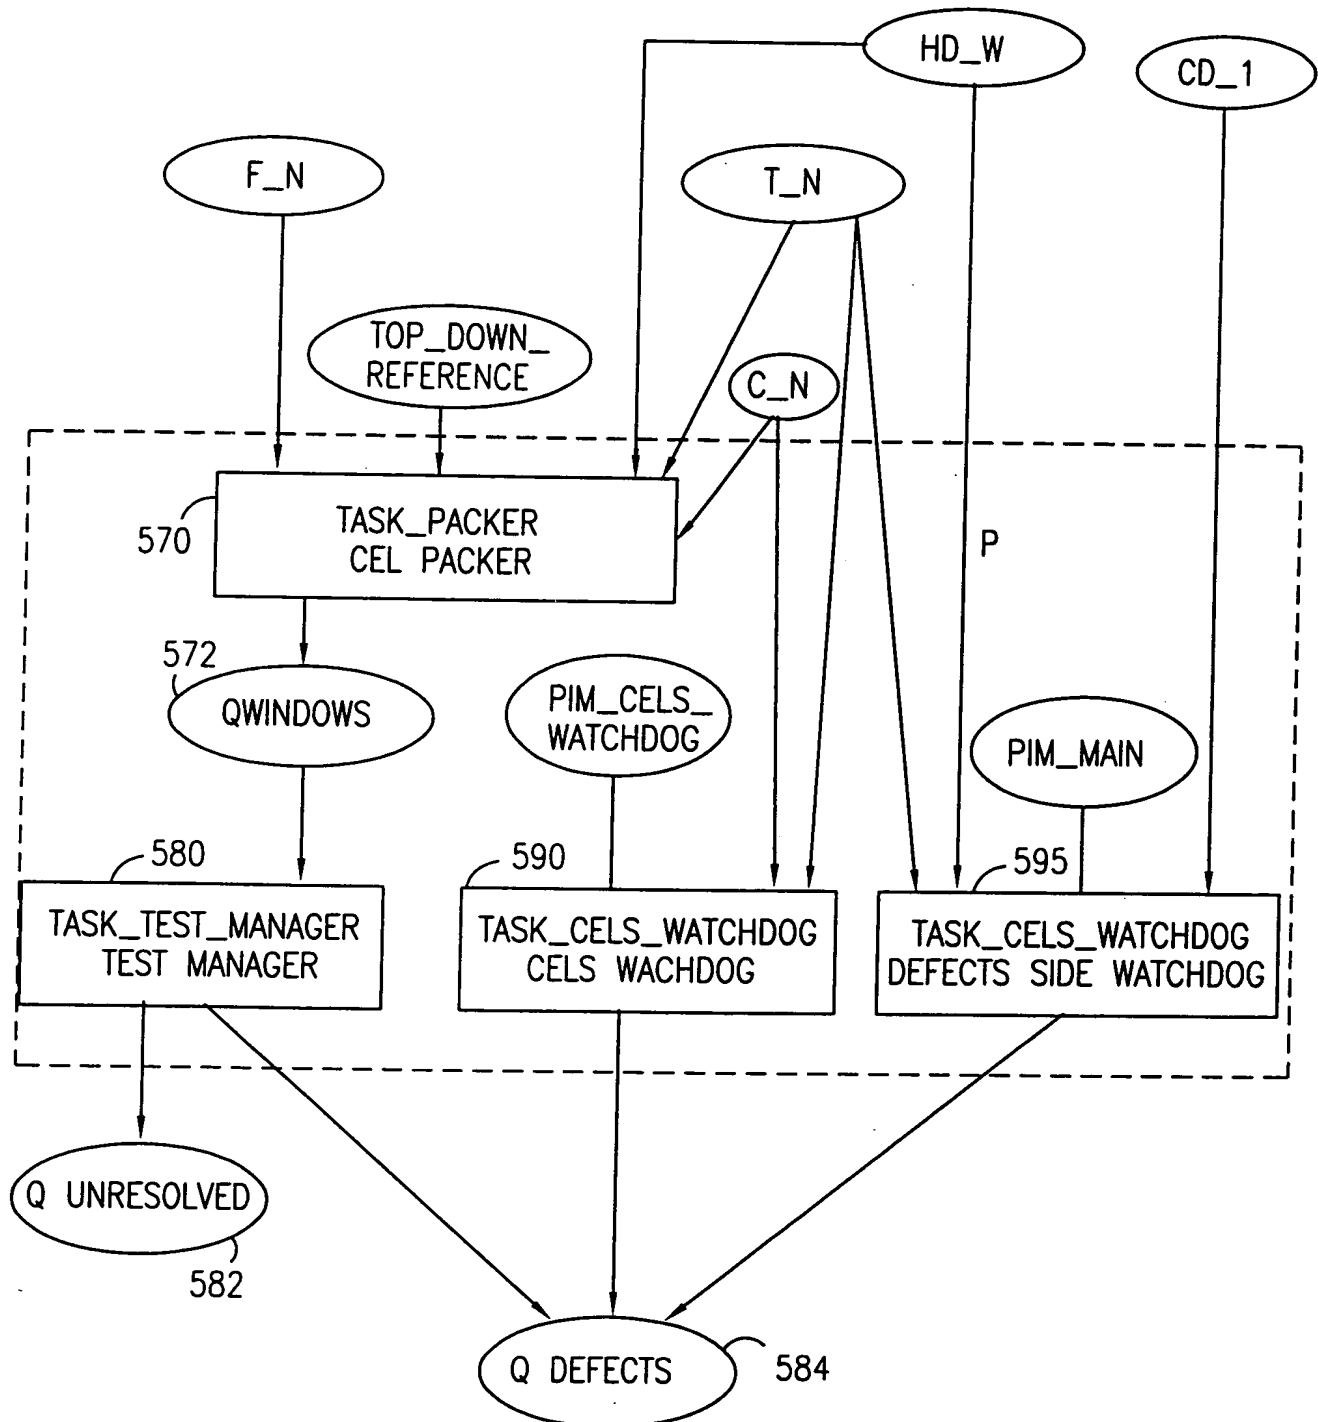 HD_W
CD_1
F_N
T_N
TOP_DOWN_
REFERENCE
C_N
TASK_PACKER
CEL PACKER
570
P
572
QWINDOWS
PIM_CELS_
WATCHDOG
PIM_MAIN
580
590
595
TASK_TEST_MANAGER
TEST MANAGER
TASK_CELS_WATCHDOG
CELS WACHDOG
TASK_CELS_WATCHDOG
DEFECTS SIDE WATCHDOG
Q UNRESOLVED
582
Q DEFECTS
584